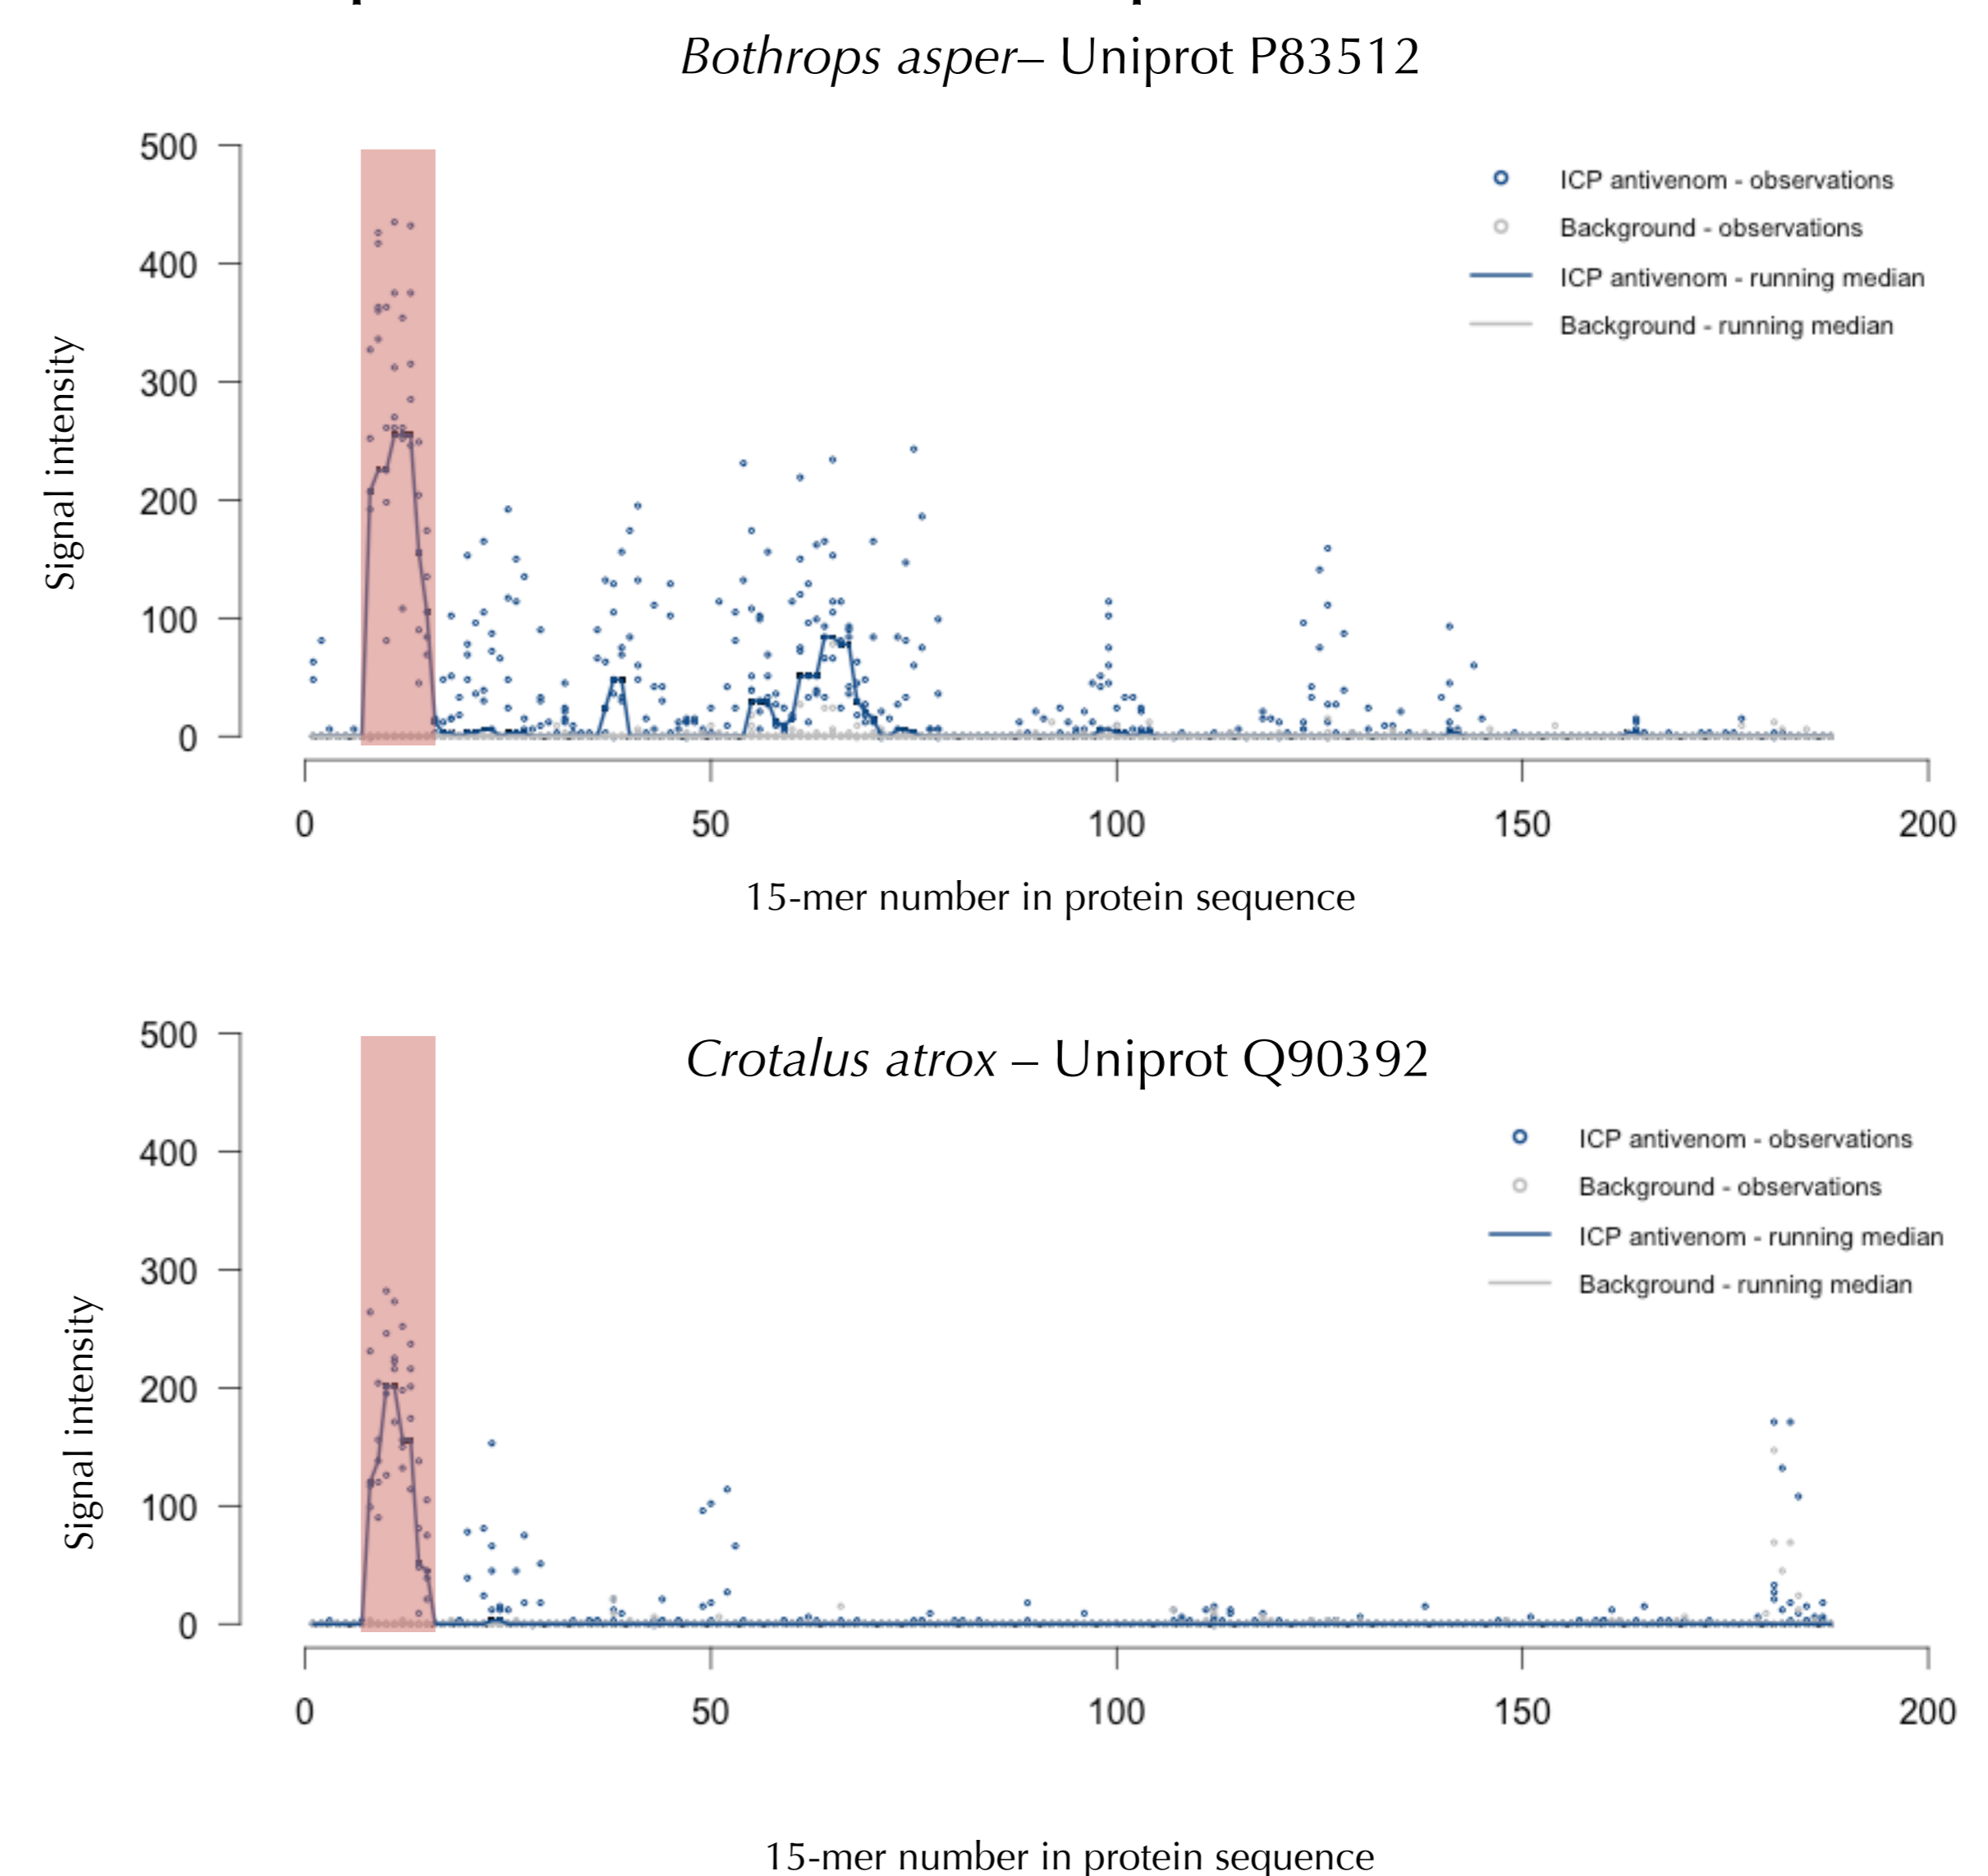 Bothrops asper– Uniprot P83512
500
400
300
200
100
0
Signal intensity
ICP antivenom - observations
Background - observations
ICP antivenom - running median
Background - running median
0 50 100 150 200
15-mer number in protein sequence
Crotalus atrox – Uniprot Q90392
500
400
300
200
100
0
Signal intensity
ICP antivenom - observations
Background - observations
ICP antivenom - running median
Background - running median
0 50 100 150 200
15-mer number in protein sequence